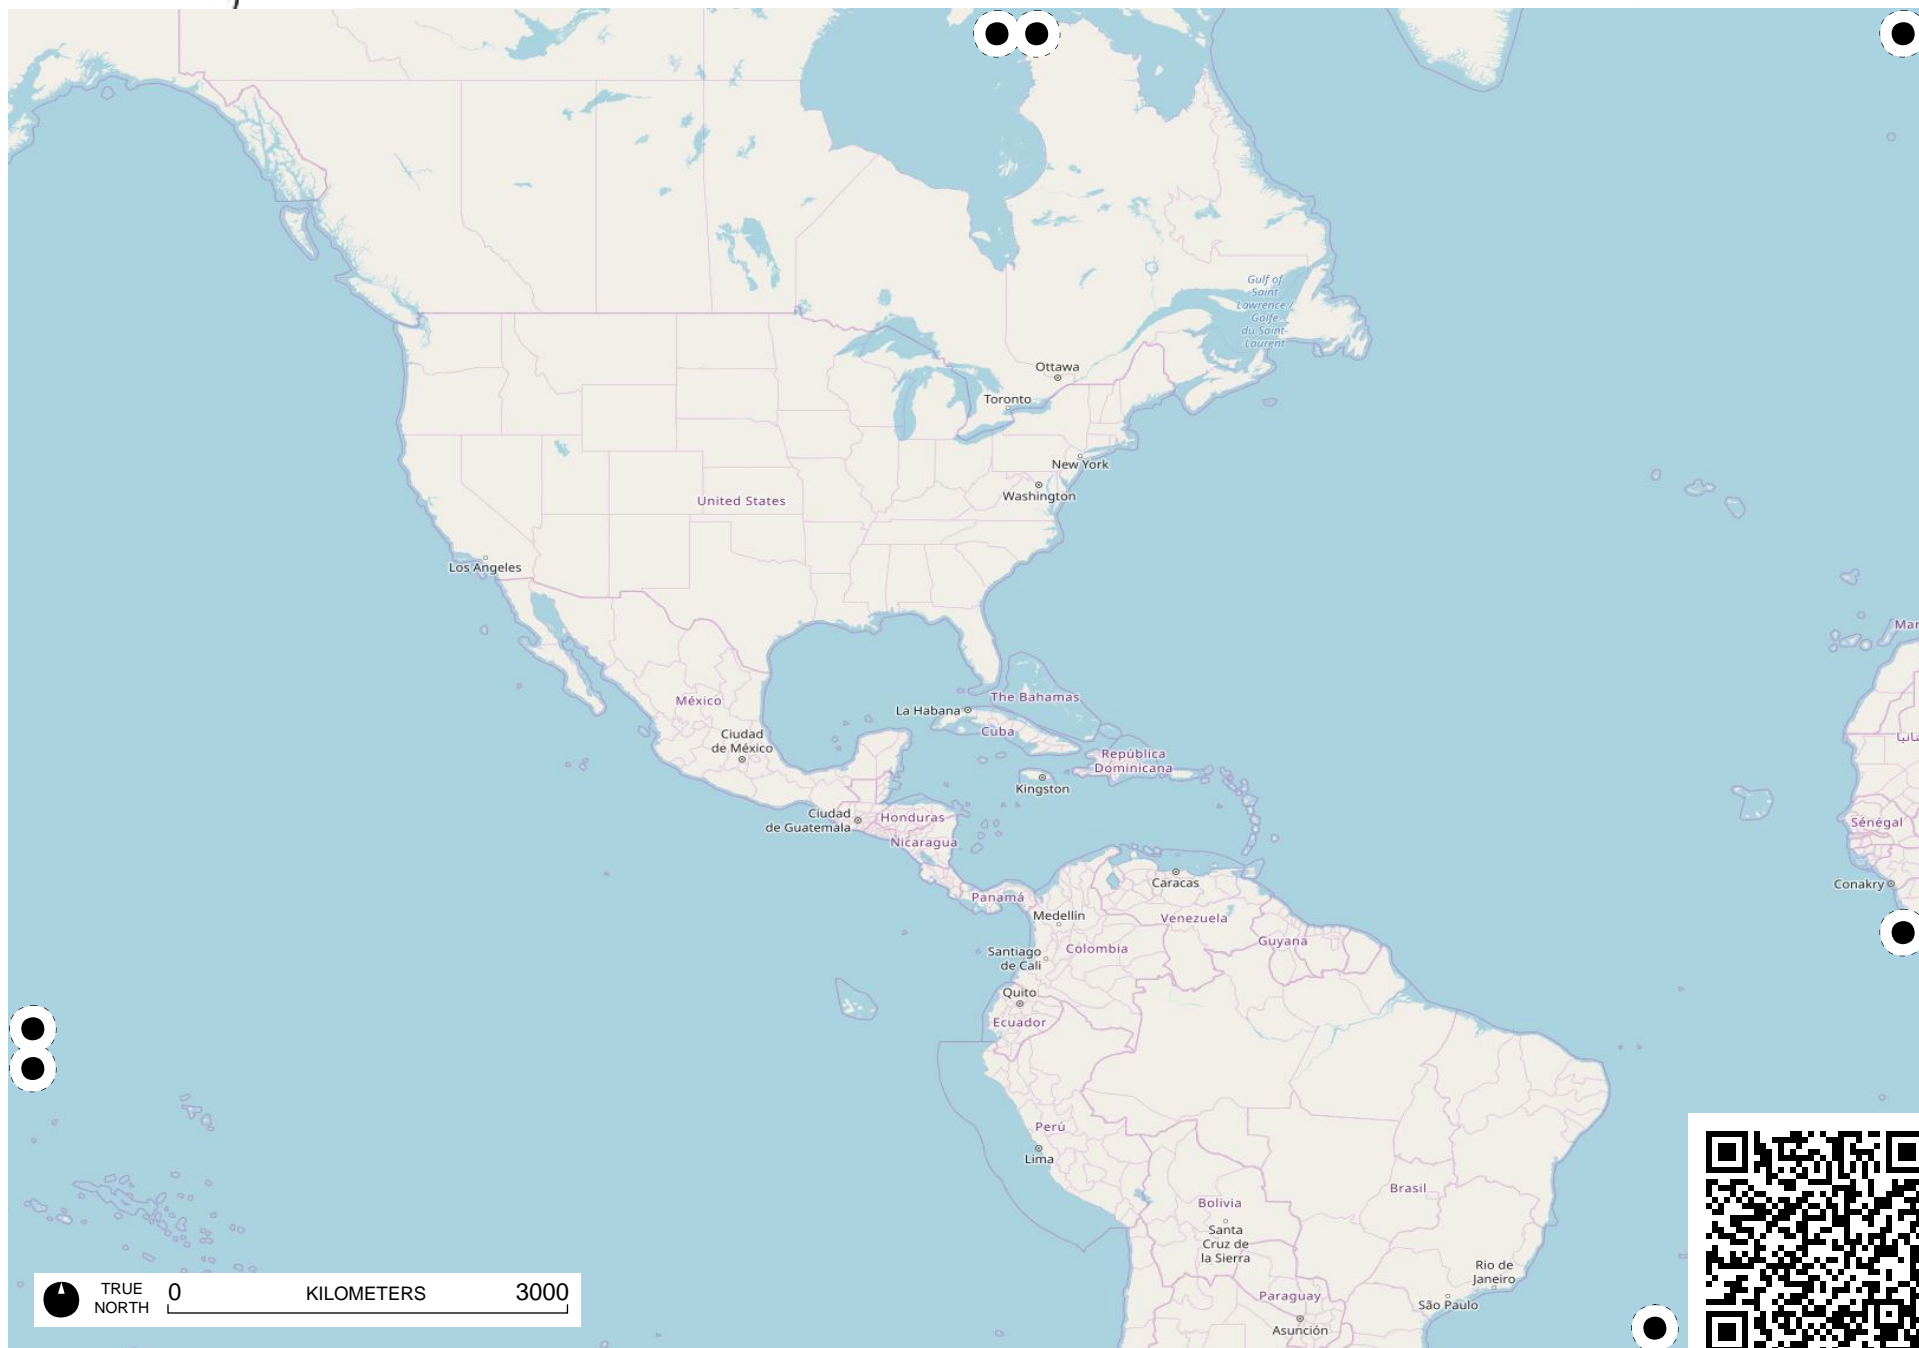 Gulf of
Saint
Lawrence /
Golfe
du Saint-
Laurent
Ottawa
Toronto
New York
Washington
United States
Los Angeles
México
Ciudad
de México
La Habana
The Bahamas
Cuba
República
Dominicana
Kingston
Ciudad
de Guatemala
Honduras
Nicaragua
Mar
Sénégal
Conakry
Panamá
Caracas
Medellín
Venezuela
Guyana
Santiago
de Cali
Colombia
Quito
Ecuador
Perú
Lima
Brasil
Bolivia
Santa
Cruz de
la Sierra
Rio de
Janeiro
São Paulo
Paraguay
Asunción
TRUE
NORTH
0 KILOMETERS 3000